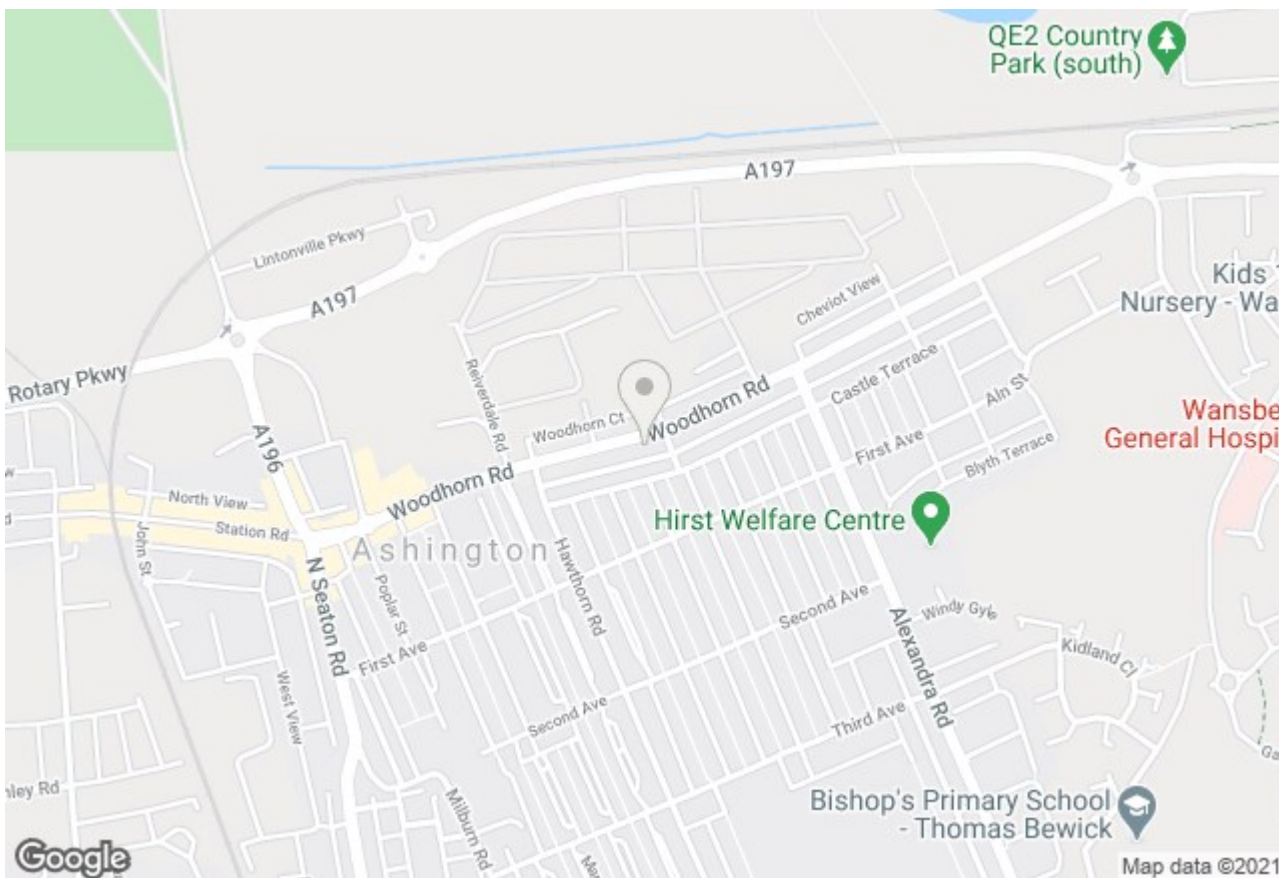 QE2 Country
Park (south)
A197
Lintonville Pkwy
A197
Kids
Nursery - Wa
Cheviot View
Rotary Pkwy
Reiverdale Rd
Castle Terrace
Aln St
Woodhorn Rd
Woodhorn Ct
First Ave
Wansbe
General Hospi
A196
Blyth Terrace
North View
Woodhorn Rd
Station Rd
Hirst Welfare Centre
John St
Ashington
Hawthorn Rd
N Seaton Rd
Poplar St
Second Ave
Windy Gyle
First Ave
Alexandra Rd
Kidland Cl
West View
Second Ave
Third Ave
Ga
nley Rd
Milburn Rd
Bishop's Primary School
- Thomas Bewick
Google
Map data ©2021